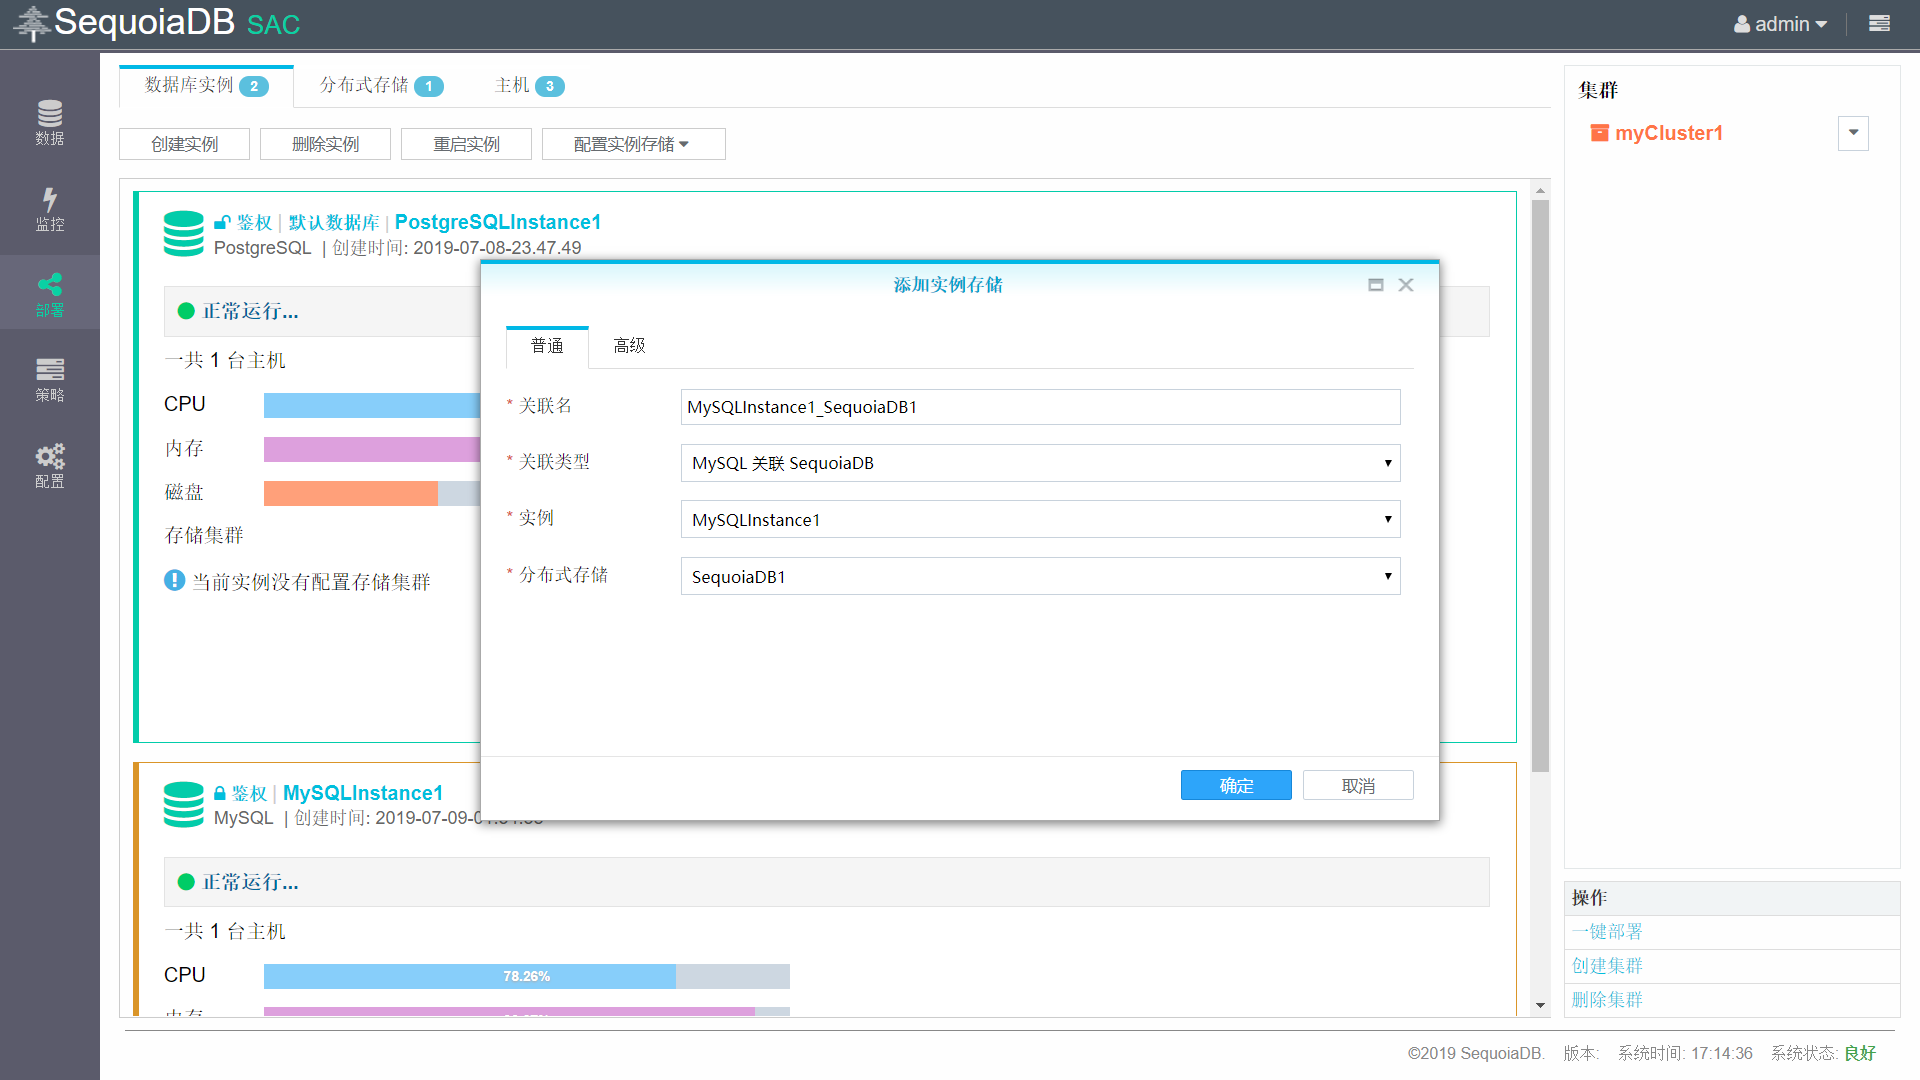 SequoiaDB SAC
admin
数据
监控
部署
策略
配置
数据库实例 2
分布式存储 1
主机 3
创建实例
删除实例
重启实例
配置实例存储
鉴权 | 默认数据库 | PostgreSQLInstance1
PostgreSQL | 创建时间: 2019-07-08-23.47.49
正常运行...
一共 1 台主机
CPU
内存
磁盘
存储集群
当前实例没有配置存储集群
添加实例存储
普通
高级
* 关联名 MySQLInstance1_SequoiaDB1
* 关联类型 MySQL 关联 SequoiaDB
* 实例 MySQLInstance1
* 分布式存储 SequoiaDB1
确定
取消
鉴权 | MySQLInstance1
MySQL | 创建时间: 2019-07-09-
正常运行...
一共 1 台主机
CPU 78.26%
内存
集群
myCluster1
操作
一键部署
创建集群
删除集群
©2019 SequoiaDB. 版本: 系统时间: 17:14:36 系统状态: 良好